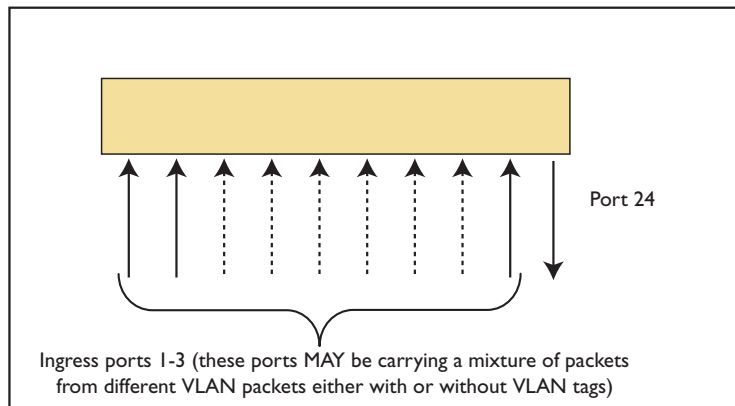 Port 24
Ingress ports 1-3 (these ports MAY be carrying a mixture of packets
from different VLAN packets either with or without VLAN tags)